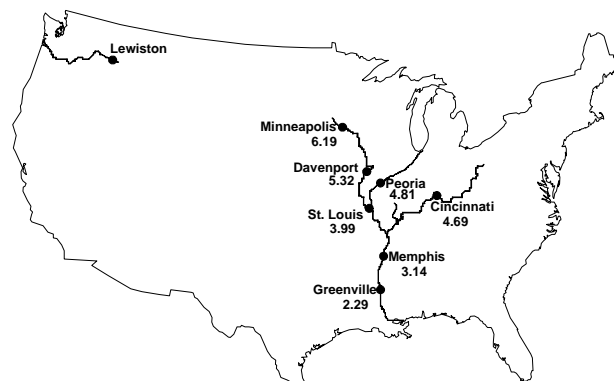 Lewiston
Minneapolis
6.19
Davenport
5.32
Peoria
4.81
Cincinnati
4.69
St. Louis
3.99
Memphis
3.14
Greenville
2.29